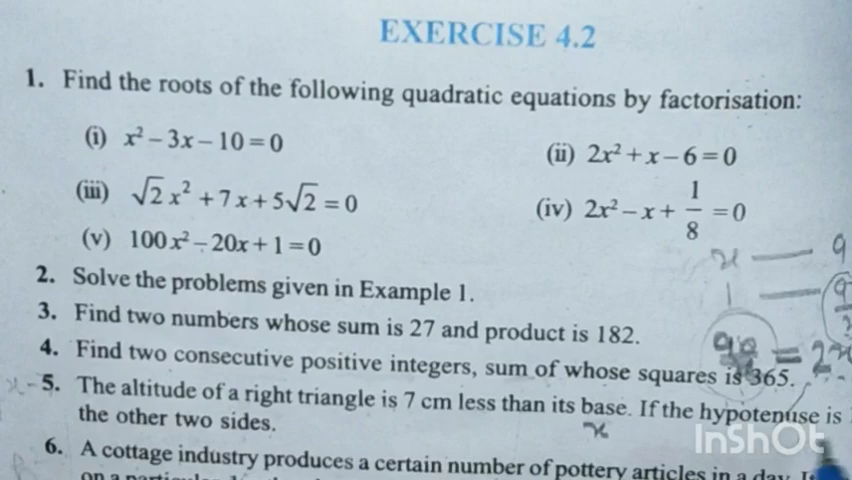 EXERCISE 4.2
1. Find the roots of the following quadratic equations by factorisation:
(i) x² – 3x – 10 = 0
(ii) 2x² + x – 6 = 0
(iii) √2 x² + 7x + 5√2 = 0
(iv) 2x² – x + 1/8 = 0
(v) 100x² – 20x + 1 = 0
2. Solve the problems given in Example 1.
3. Find two numbers whose sum is 27 and product is 182.
4. Find two consecutive positive integers, sum of whose squares is 365.
5. The altitude of a right triangle is 7 cm less than its base. If the hypotenuse is
the other two sides.
x
6. A cottage industry produces a certain number of pottery articles in a day. It
on a
InShOt